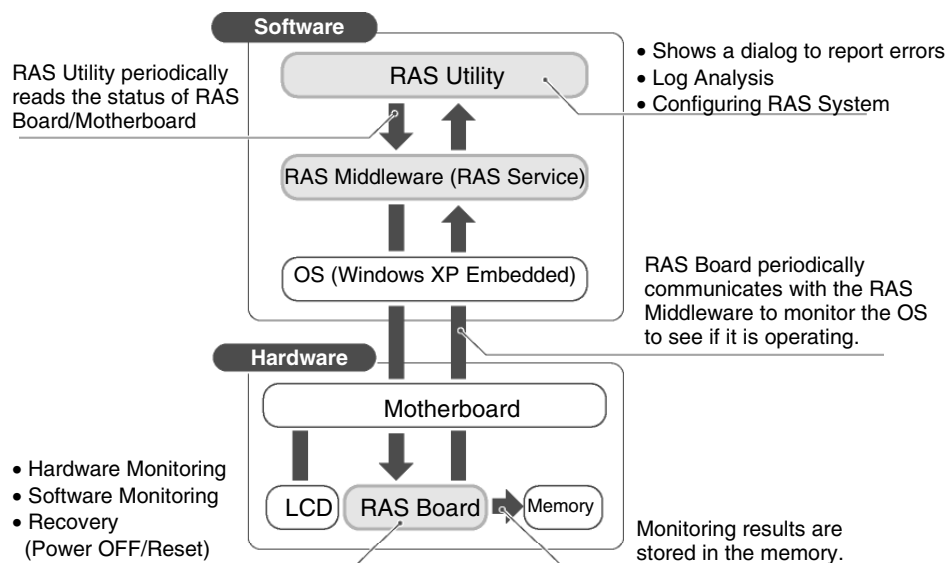 Software
RAS Utility periodically
reads the status of RAS
Board/Motherboard
RAS Utility
• Shows a dialog to report errors
• Log Analysis
• Configuring RAS System
RAS Middleware (RAS Service)
OS (Windows XP Embedded)
RAS Board periodically
communicates with the RAS
Middleware to monitor the OS
to see if it is operating.
Hardware
Motherboard
• Hardware Monitoring
• Software Monitoring
• Recovery
(Power OFF/Reset)
LCD
RAS Board
Memory
Monitoring results are
stored in the memory.